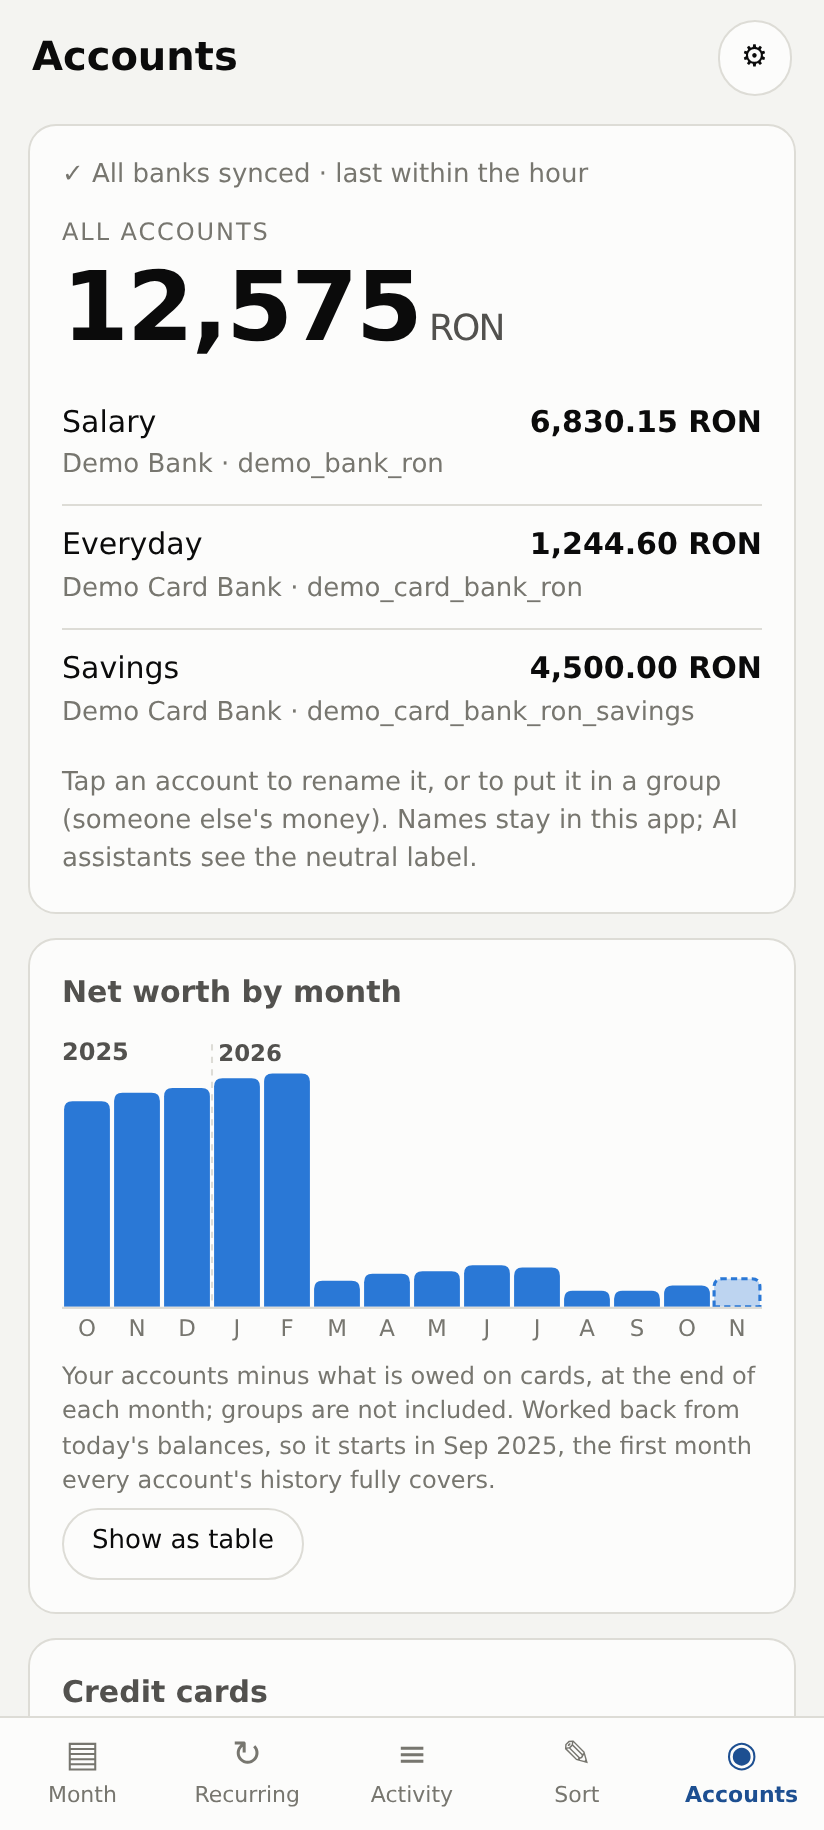 Accounts
✓ All banks synced · last within the hour
ALL ACCOUNTS
12,575 RON
Salary 6,830.15 RON
Demo Bank · demo_bank_ron
Everyday 1,244.60 RON
Demo Card Bank · demo_card_bank_ron
Savings 4,500.00 RON
Demo Card Bank · demo_card_bank_ron_savings
Tap an account to rename it, or to put it in a group
(someone else's money). Names stay in this app; AI
assistants see the neutral label.
Net worth by month
2025 2026
O N D J F M A M J J A S O N
Your accounts minus what is owed on cards, at the end of
each month; groups are not included. Worked back from
today's balances, so it starts in Sep 2025, the first month
every account's history fully covers.
Show as table
Credit cards
Month Recurring Activity Sort Accounts